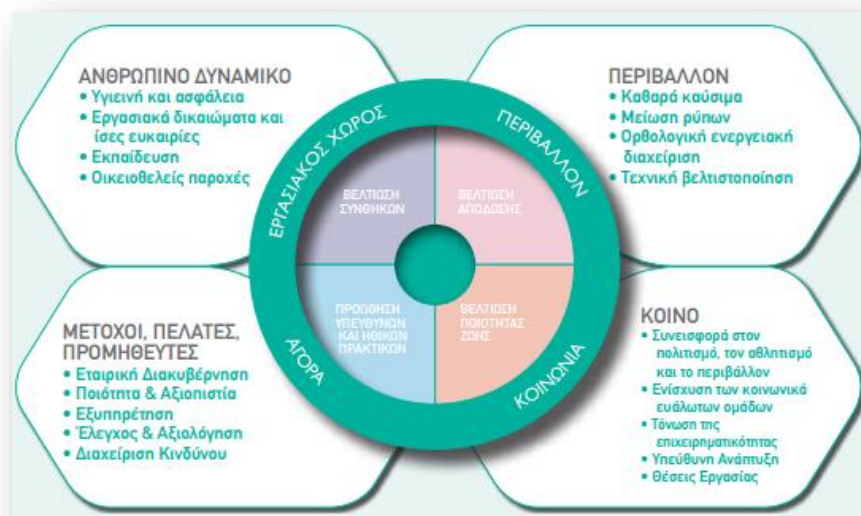 ΑΝΘΡΩΠΙΝΟ ΔΥΝΑΜΙΚΟ
• Υγιεινή και ασφάλεια
• Εργασιακά δικαιώματα και
ίσες ευκαιρίες
• Εκπαίδευση
• Οικειοθελείς παροχές
ΠΕΡΙΒΑΛΛΟΝ
• Καθαρά καύσιμα
• Μείωση ρύπων
• Ορθολογική ενεργειακή
διαχείριση
• Τεχνική βελτιστοποίηση
ΕΡΓΑΣΙΑΚΟΣ ΧΩΡΟΣ
ΠΕΡΙΒΑΛΛΟΝ
ΒΕΛΤΙΩΣΗ
ΣΥΝΘΗΚΩΝ
ΒΕΛΤΙΩΣΗ
ΑΠΟΔΟΣΗΣ
ΠΡΟΩΘΗΣΗ
ΥΠΕΥΘΥΝΩΝ
ΚΑΙ ΗΘΙΚΩΝ
ΠΡΑΚΤΙΚΩΝ
ΒΕΛΤΙΩΣΗ
ΠΟΙΟΤΗΤΑΣ
ΖΩΗΣ
ΑΓΟΡΑ
ΚΟΙΝΩΝΙΑ
ΜΕΤΟΧΟΙ, ΠΕΛΑΤΕΣ,
ΠΡΟΜΗΘΕΥΤΕΣ
• Εταιρική Διακυβέρνηση
• Ποιότητα & Αξιοπιστία
• Εξυπηρέτηση
• Έλεγχος & Αξιολόγηση
• Διαχείριση Κινδύνου
ΚΟΙΝΟ
• Συνεισφορά στον
πολιτισμό, τον αθλητισμό
και το περιβάλλον
• Ενίσχυση των κοινωνικά
ευάλωτων ομάδων
• Τόνωση της
επιχειρηματικότητας
• Υπεύθυνη Ανάπτυξη
• Θέσεις Εργασίας